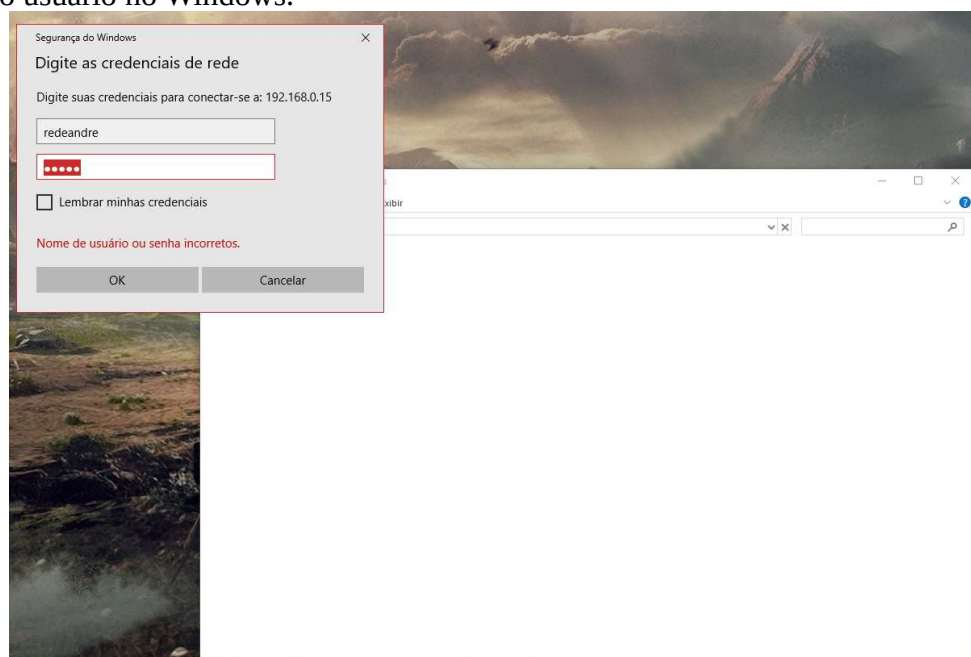 o usuário no Windows.
Segurança do Windows
Digite as credenciais de rede
Digite suas credenciais para conectar-se a: 192.168.0.15
redeandre
•••••
Lembrar minhas credenciais
xibir
Nome de usuário ou senha incorretos.
OK Cancelar